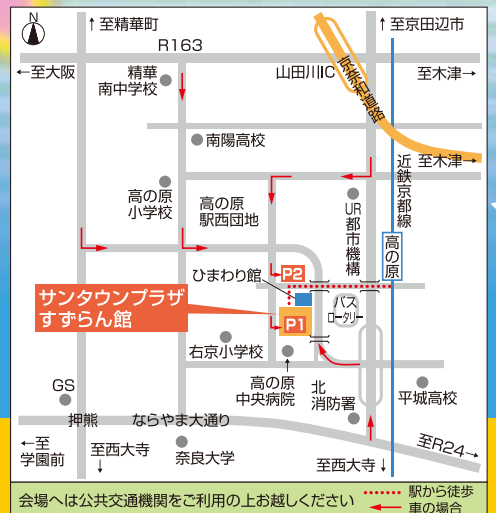 N
↑至精華町
↑至京田辺市
R163
←至大阪
精華
南中学校
山田川IC
京奈和道路
至木津→
南陽高校
至木津→
近鉄京都線
高の原
小学校
高の原
駅西団地
UR都市機構
高の原
P2
ひまわり館
サンタウンプラザ
すずらん館
P1
バス
ロータリー
右京小学校
高の原
中央病院
北
消防署
平城高校
GS
押熊
ならやま大通り
←至
学園前
至西大寺
↓
奈良大学
至西大寺↓
至R24→
会場へは公共交通機関をご利用の上お越しください
駅から徒歩
車の場合